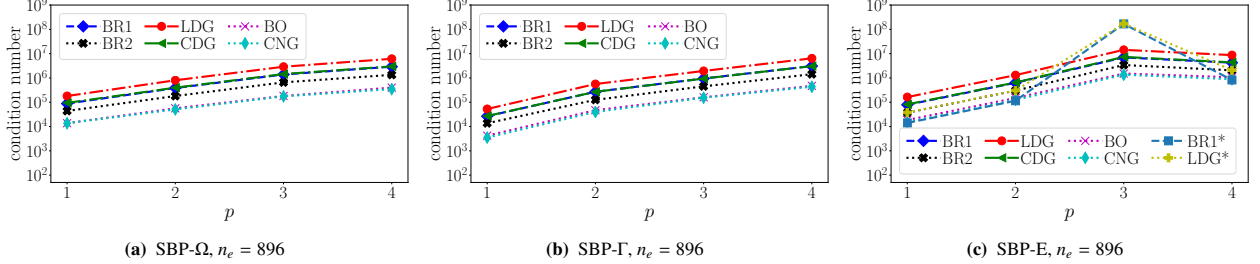 10^9
10^8
10^7
10^6
10^5
10^4
10^3
10^2
condition number
BR1 LDG BO
BR2 CDG CNG
1 2 3 4
p
(a) SBP-Ω, n_e = 896
10^9
10^8
10^7
10^6
10^5
10^4
10^3
10^2
condition number
BR1 LDG BO
BR2 CDG CNG
1 2 3 4
p
(b) SBP-Γ, n_e = 896
10^9
10^8
10^7
10^6
10^5
10^4
10^3
10^2
condition number
BR1 LDG BO BR1*
BR2 CDG CNG LDG*
1 2 3 4
p
(c) SBP-E, n_e = 896